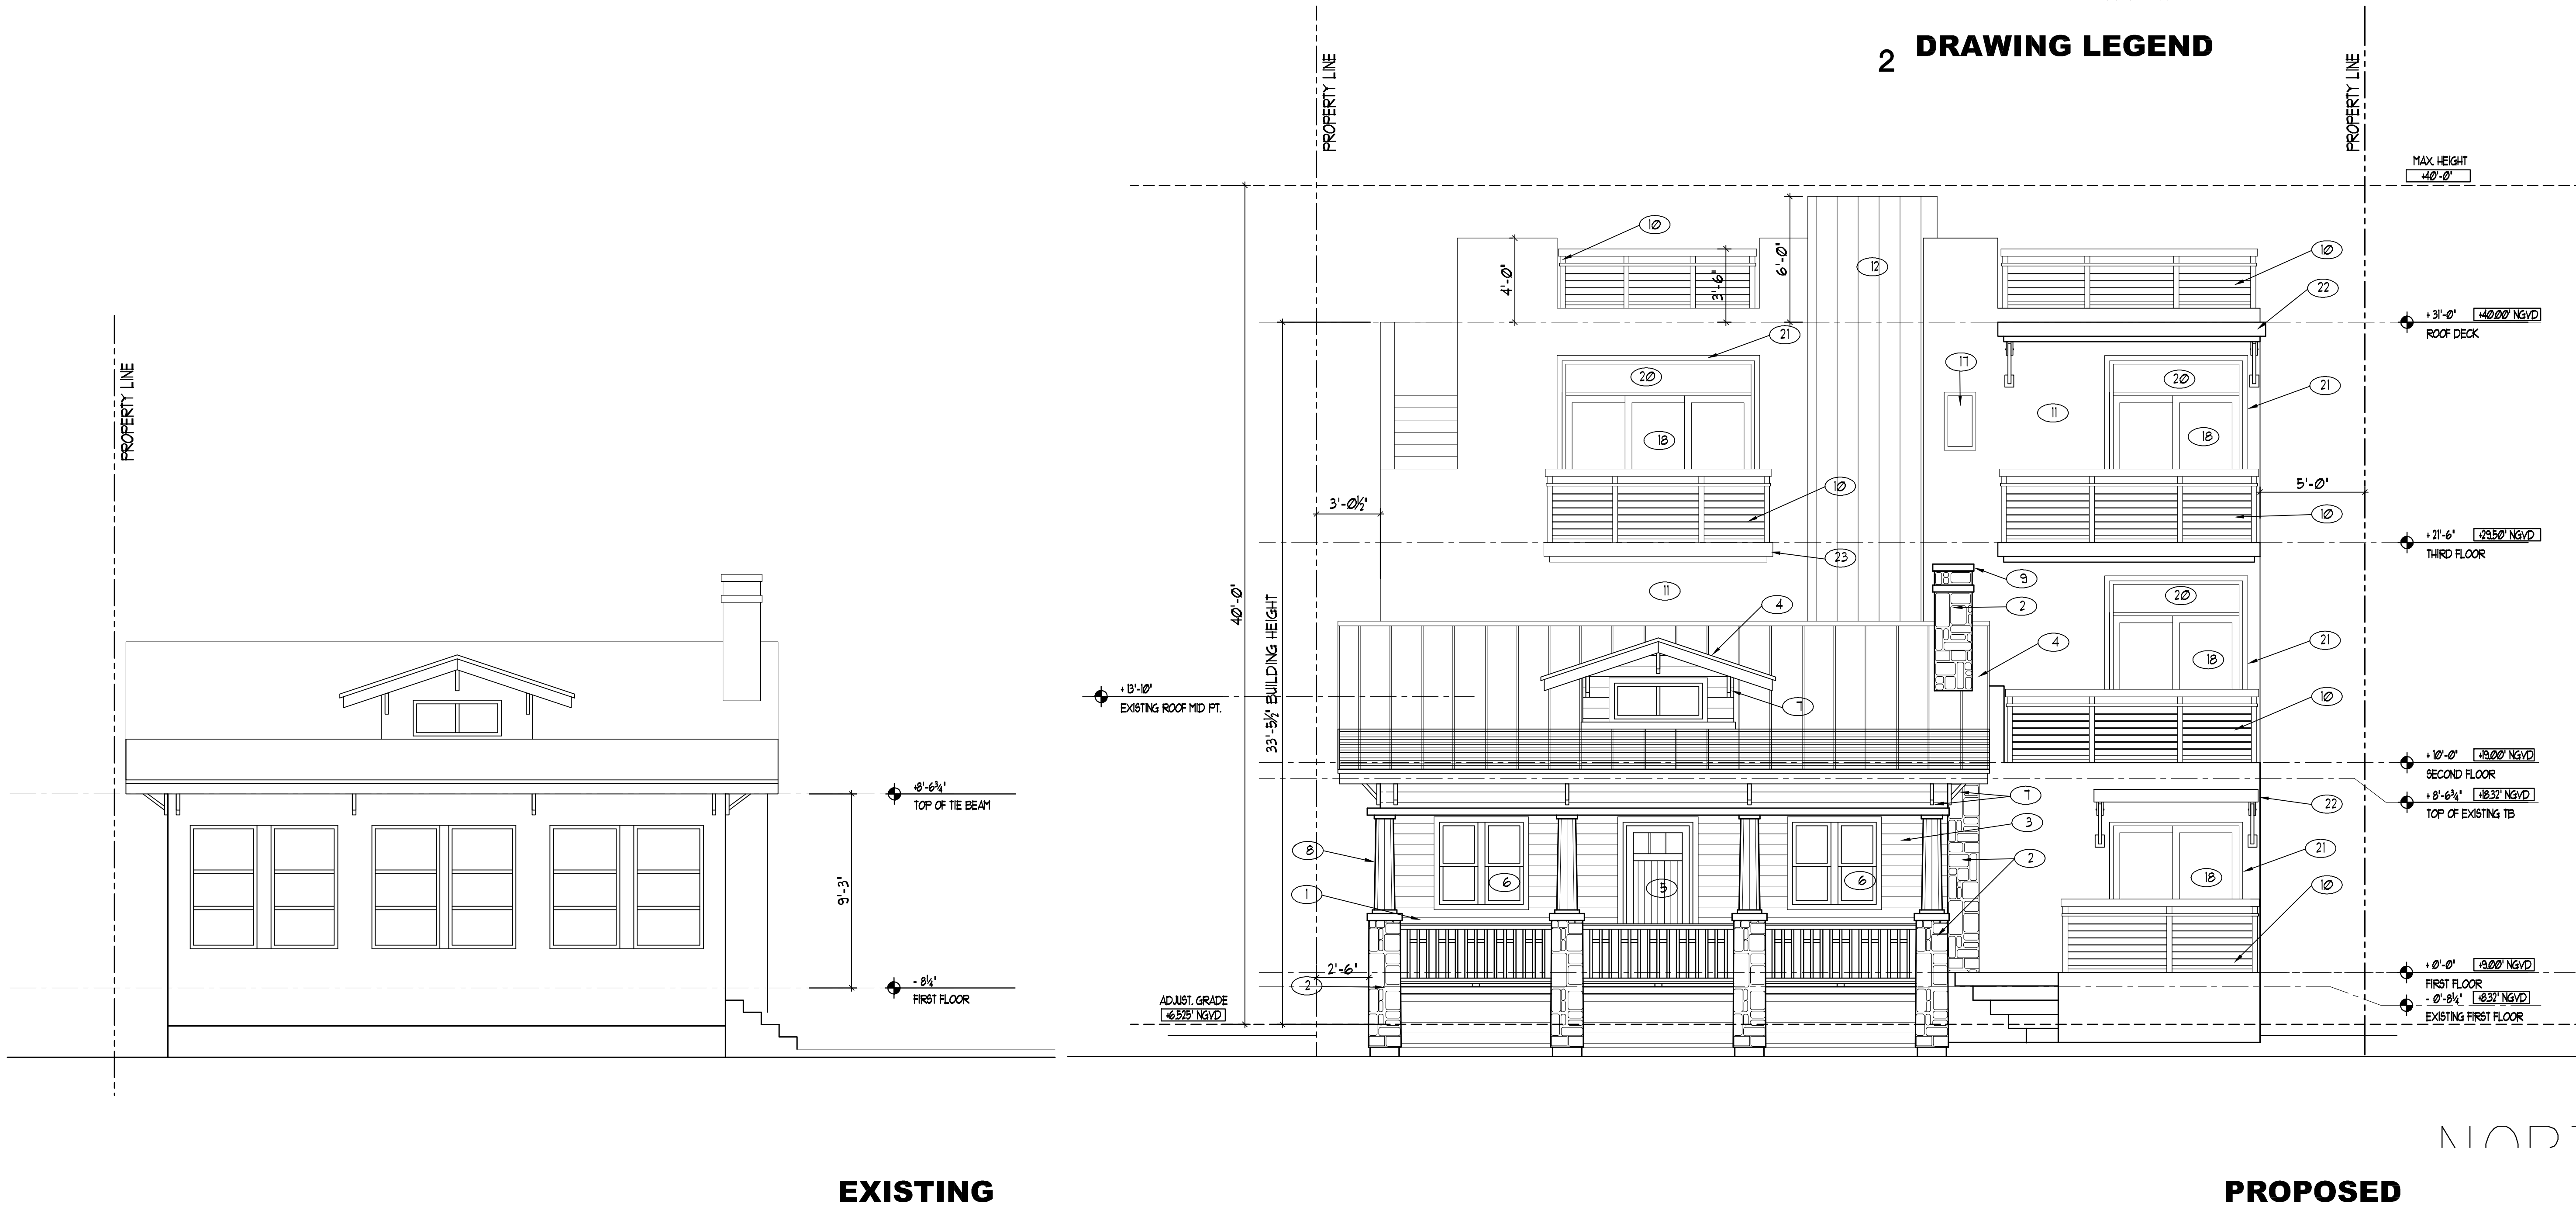 2 DRAWING LEGEND
PROPERTY LINE
PROPERTY LINE
PROPERTY LINE
MAX. HEIGHT
+40'-0"
10
10
12
22
4'-0"
3'-6"
6'-0"
+ 31'-0" +40.00' NGVD
ROOF DECK
21
17
20
20
21
11
18
18
10
3'-0½"
5'-0"
10
+ 21'-6" +29.50' NGVD
THIRD FLOOR
23
9
11
20
2
4
40'-0"
33'-5½" BUILDING HEIGHT
21
4
18
+ 13'-10"
EXISTING ROOF MID PT.
7
10
+ 10'-0" +19.00' NGVD
SECOND FLOOR
+8'-6¾"
TOP OF TIE BEAM
7
22
+ 8'-6¾" +18.32' NGVD
TOP OF EXISTING TB
3
8
21
2
6
5
6
18
10
1
9'-3"
2'-6"
+ 0'-0" +9.00' NGVD
FIRST FLOOR
- 8¼"
FIRST FLOOR
2
- 0'-8¼" +8.32' NGVD
EXISTING FIRST FLOOR
ADJUST. GRADE
+6.525' NGVD
EXISTING
PROPOSED